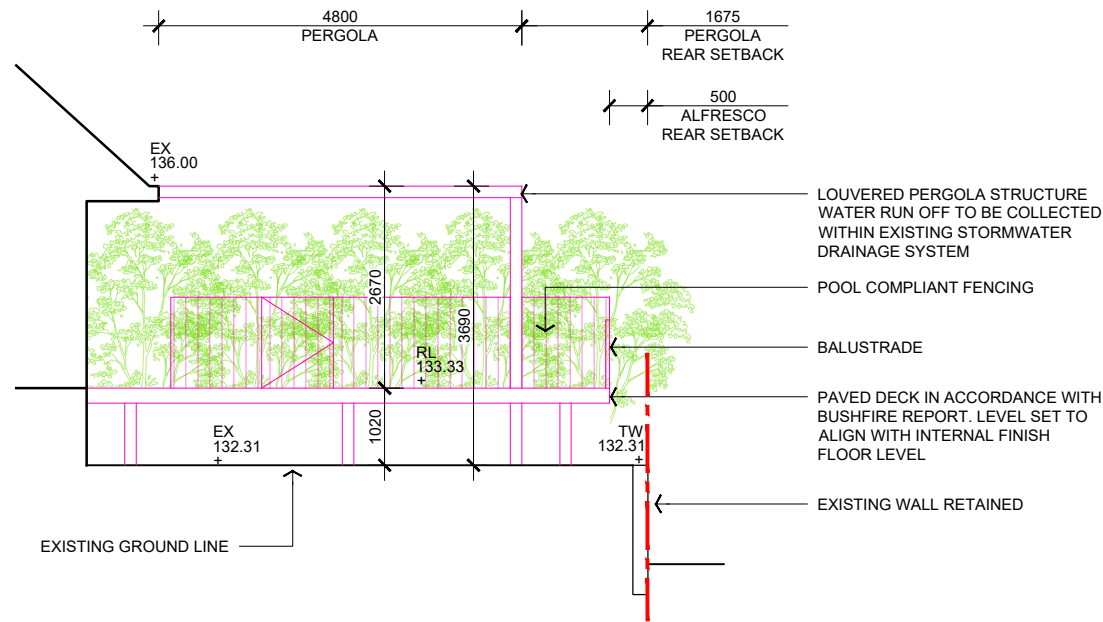 4800
PERGOLA
1675
PERGOLA
REAR SETBACK
500
ALFRESCO
REAR SETBACK
EX
136.00
LOUVERED PERGOLA STRUCTURE
WATER RUN OFF TO BE COLLECTED
WITHIN EXISTING STORMWATER
DRAINAGE SYSTEM
2670
3690
POOL COMPLIANT FENCING
RL
133.33
BALUSTRADE
PAVED DECK IN ACCORDANCE WITH
BUSHFIRE REPORT. LEVEL SET TO
ALIGN WITH INTERNAL FINISH
FLOOR LEVEL
1020
EX
132.31
TW
132.31
EXISTING WALL RETAINED
EXISTING GROUND LINE